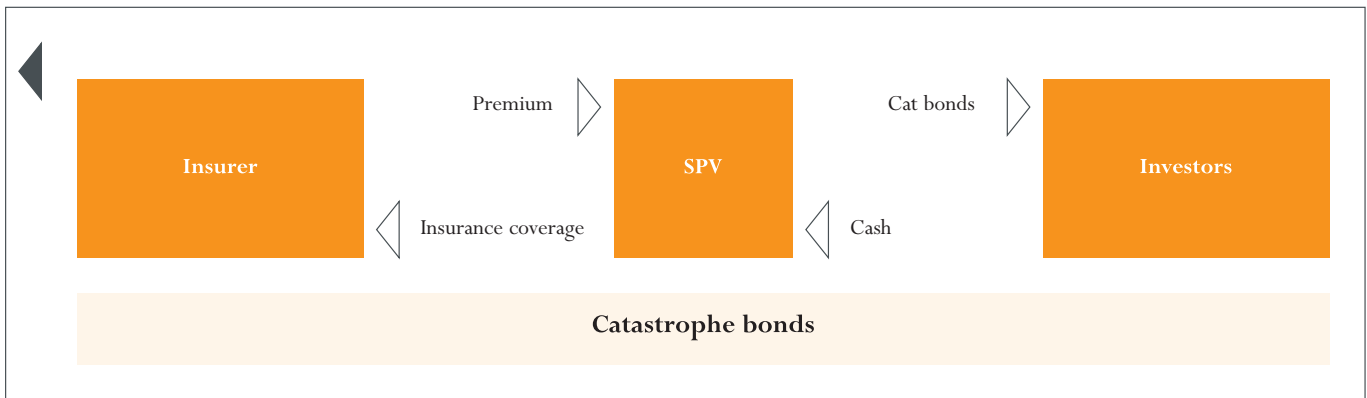 Premium
Cat bonds
Insurer
SPV
Investors
Insurance coverage
Cash
Catastrophe bonds